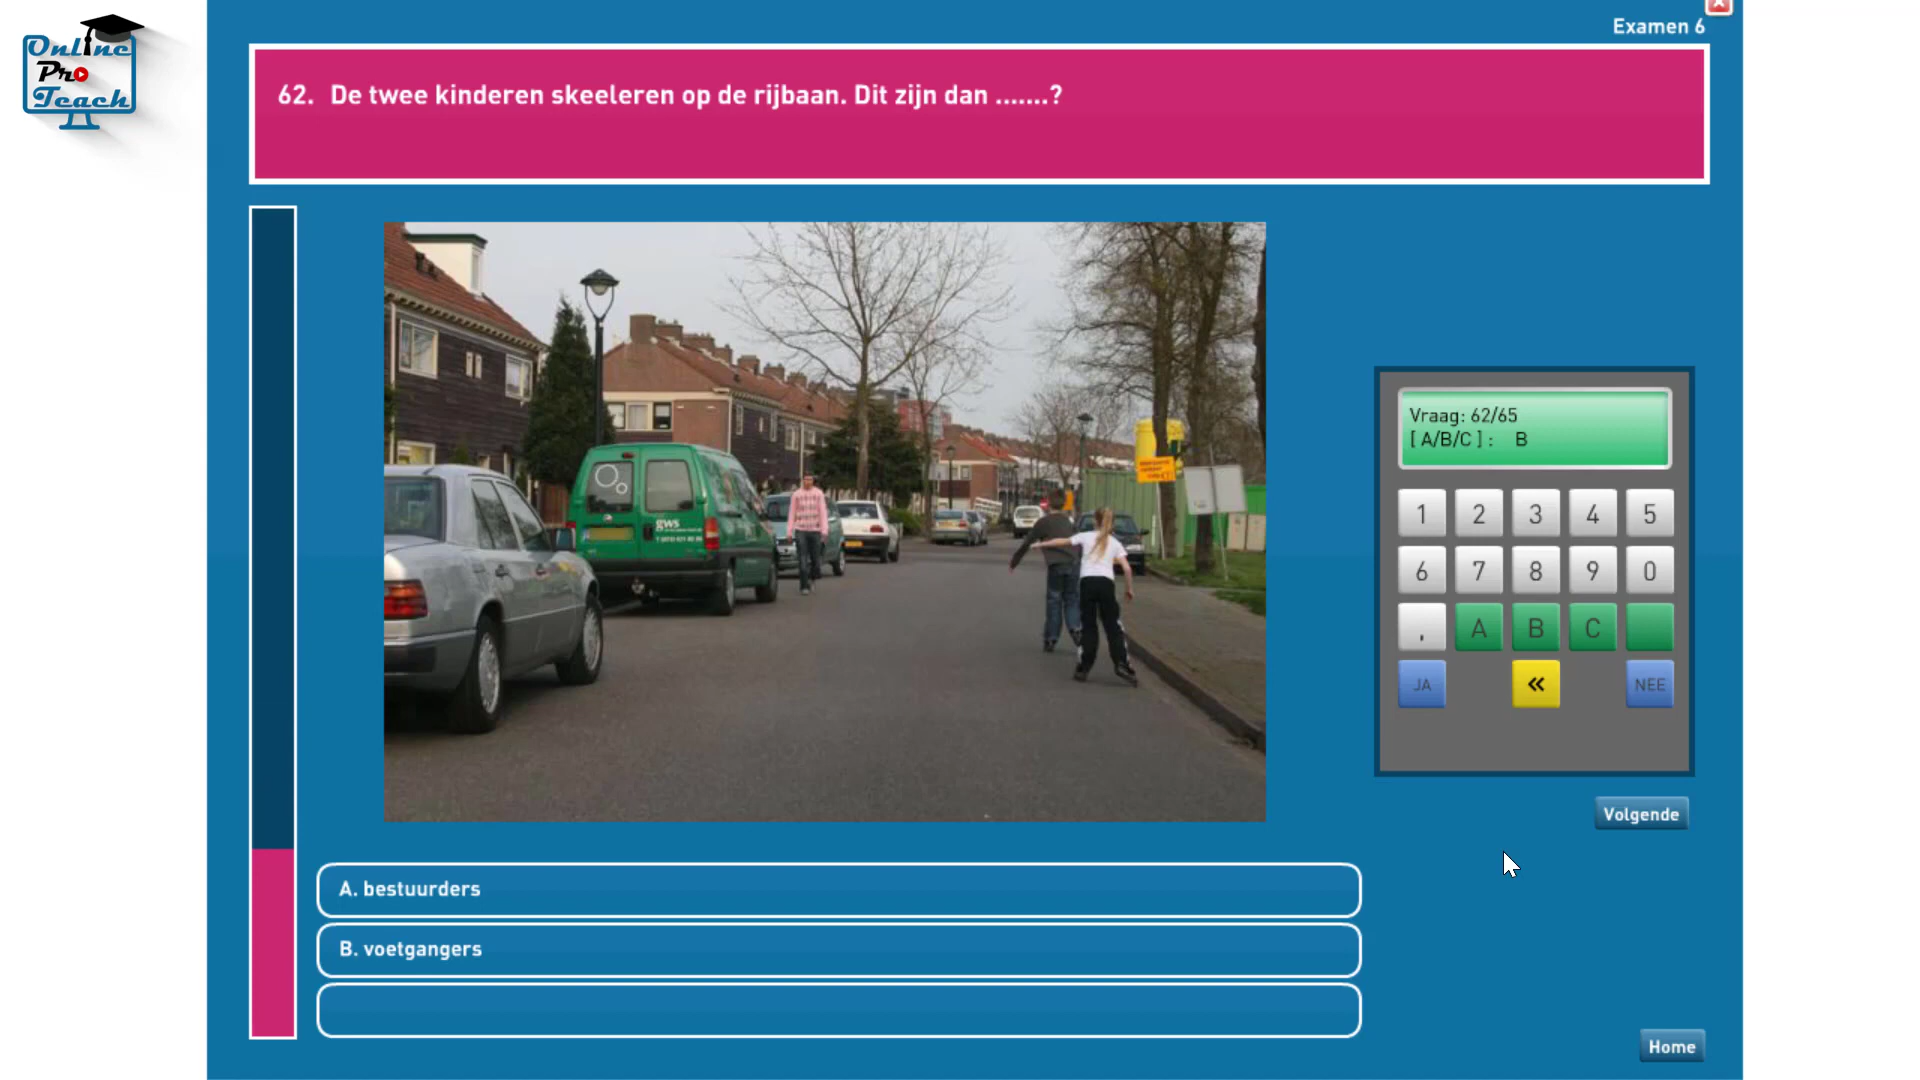 Online
Pro
Teach
Examen 6
62. De twee kinderen skeeleren op de rijbaan. Dit zijn dan .......?
gws
Vraag: 62/65
[ A/B/C ] : B
1 2 3 4 5
6 7 8 9 0
, A B C
JA « NEE
Volgende
A. bestuurders
B. voetgangers
Home